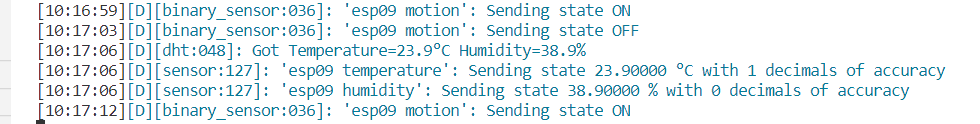 [10:16:59][D][binary_sensor:036]: 'esp09 motion': Sending state ON
[10:17:03][D][binary_sensor:036]: 'esp09 motion': Sending state OFF
[10:17:06][D][dht:048]: Got Temperature=23.9°C Humidity=38.9%
[10:17:06][D][sensor:127]: 'esp09 temperature': Sending state 23.90000 °C with 1 decimals of accuracy
[10:17:06][D][sensor:127]: 'esp09 humidity': Sending state 38.90000 % with 0 decimals of accuracy
[10:17:12][D][binary_sensor:036]: 'esp09 motion': Sending state ON